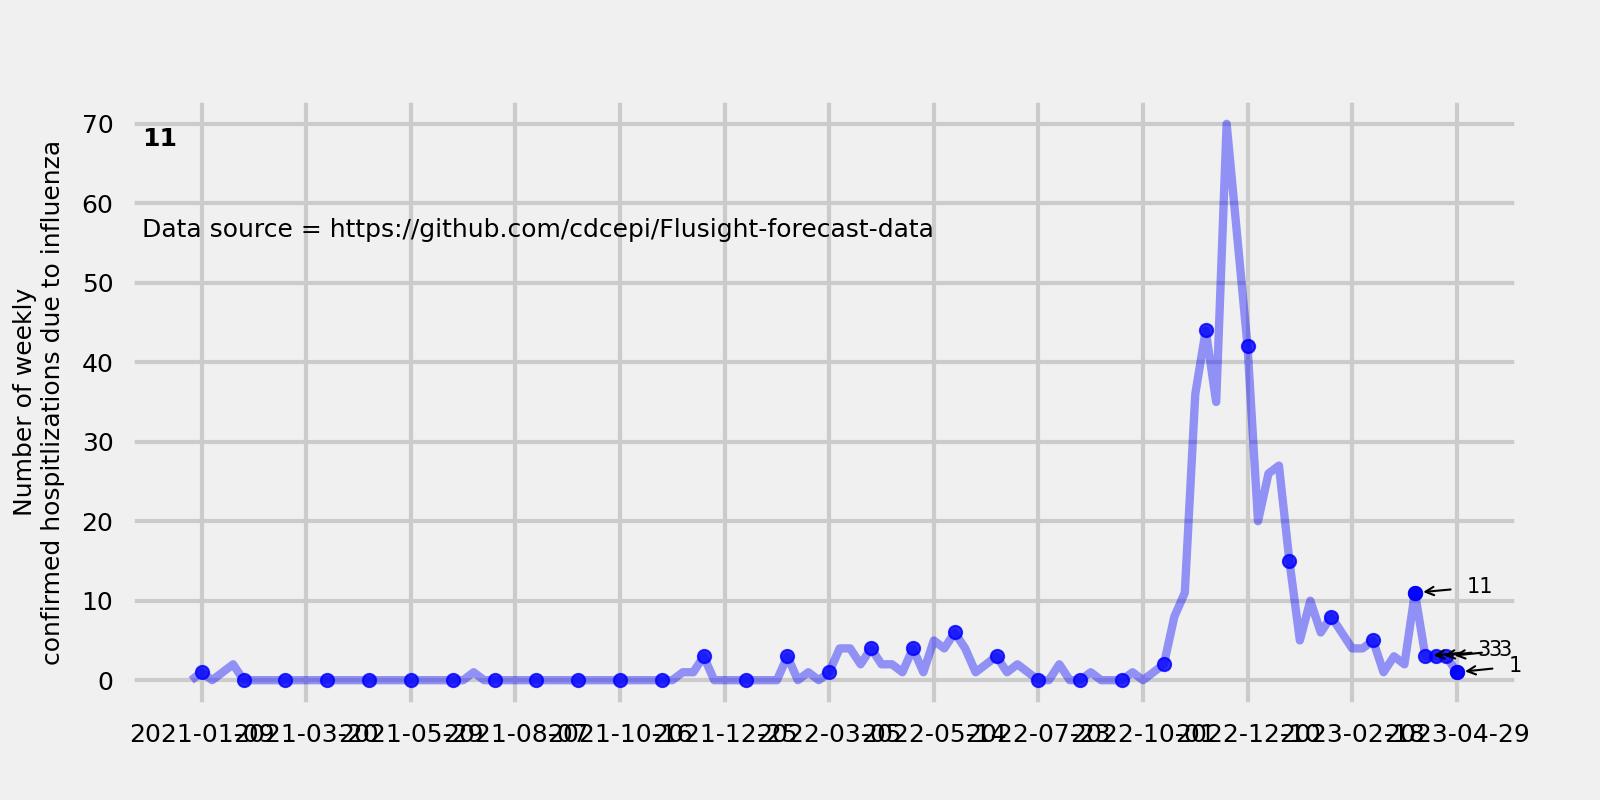 70
11
60
Data source = https://github.com/cdcepi/Flusight-forecast-data
50
40
30
20
10
0
Number of weekly
confirmed hospitlizations due to influenza
11
3 3 3
1
2021-01-09 2021-03-20 2021-05-29 2021-08-07 2021-10-16 2021-12-25 2022-03-05 2022-05-14 2022-07-23 2022-10-01 2022-12-10 2023-02-18 2023-04-29